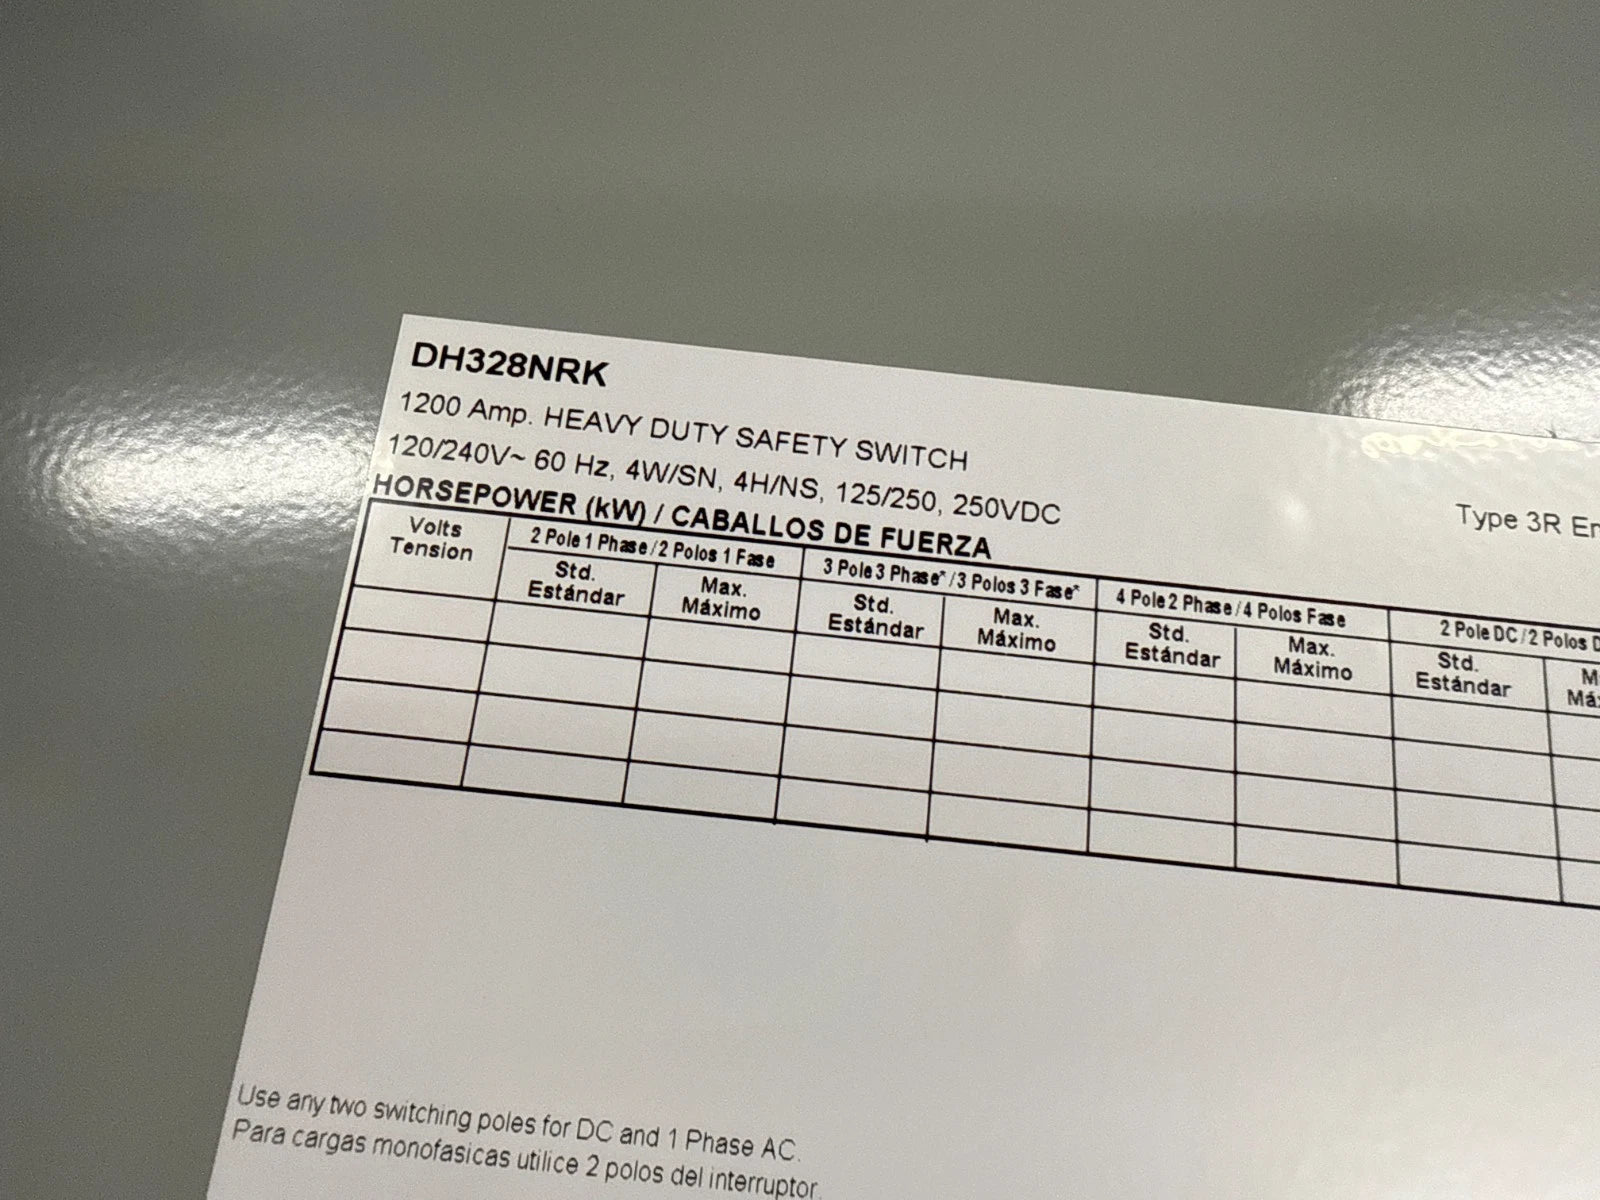 DH328NRK
1200 Amp. HEAVY DUTY SAFETY SWITCH
120/240V~ 60 Hz, 4W/SN, 4H/NS, 125/250, 250VDC
Type 3R
HORSEPOWER (kW) / CABALLOS DE FUERZA
Volts
Tension
2 Pole 1 Phase/2 Polos 1 Fase
Std.
Estándar
Max.
Máximo
3 Pole 3 Phase*/3 Polos 3 Fase*
Std.
Estándar
Max.
Máximo
4 Pole 2 Phase/4 Polos Fase
Std.
Estándar
Max.
Máximo
2 Pole DC/2 Polos
Std.
Estándar
Use any two switching poles for DC and 1 Phase AC.
Para cargas monofasicas utilice 2 polos del interruptor.